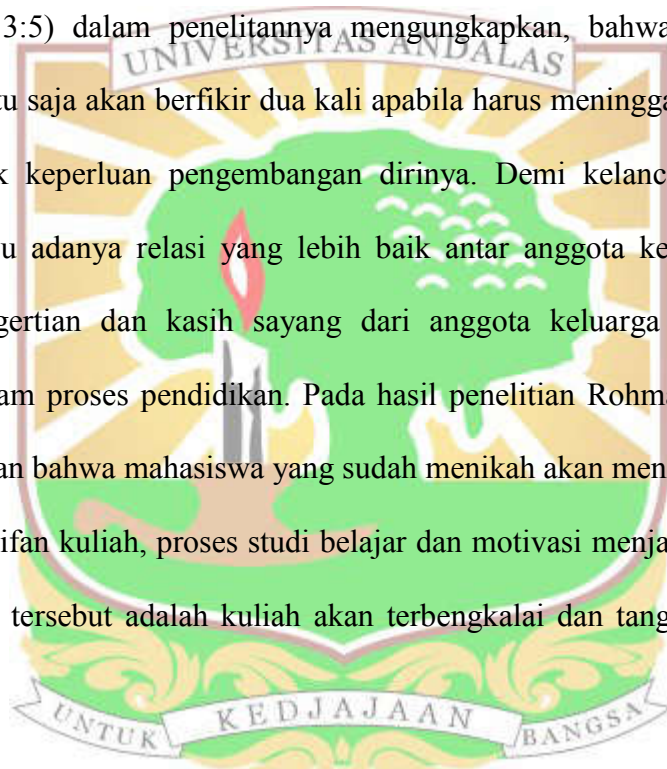 3:5) dalam penelitannya mengungkapkan, bahwa
UNIVERSITAS ANDALAS
tu saja akan berfikir dua kali apabila harus meningga
k keperluan pengembangan dirinya. Demi kelanc
u adanya relasi yang lebih baik antar anggota ke
gertian dan kasih sayang dari anggota keluarga
am proses pendidikan. Pada hasil penelitian Rohma
an bahwa mahasiswa yang sudah menikah akan men
ifan kuliah, proses studi belajar dan motivasi menja
tersebut adalah kuliah akan terbengkalai dan tang
UNTUK KEDJAJAAN BANGSA